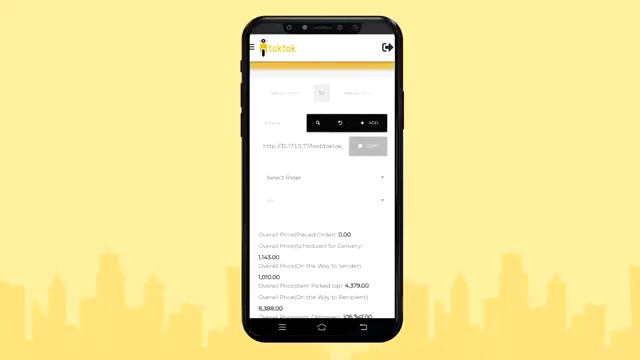 toktok
to
ADD
http://35.173.0.77/test/toktok.
Select Rider
Overall Price(Placed Order): 0.00
Overall Price(Scheduled for Delivery):
1,143.00
Overall Price(On the Way to Sender)
1,010.00
Overall Price(Item Picked Up): 4,379.00
Overall Price(On the Way to Recipient)
8,388.00